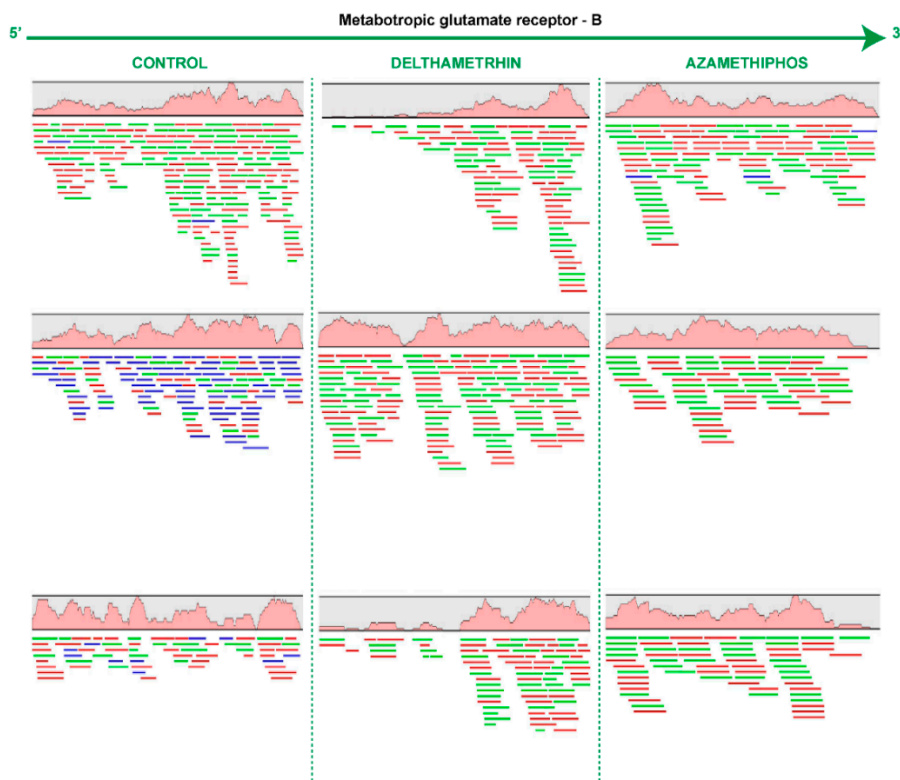 Metabotropic glutamate receptor - B
5' 3
CONTROL DELTHAMETRHIN AZAMETHIPHOS